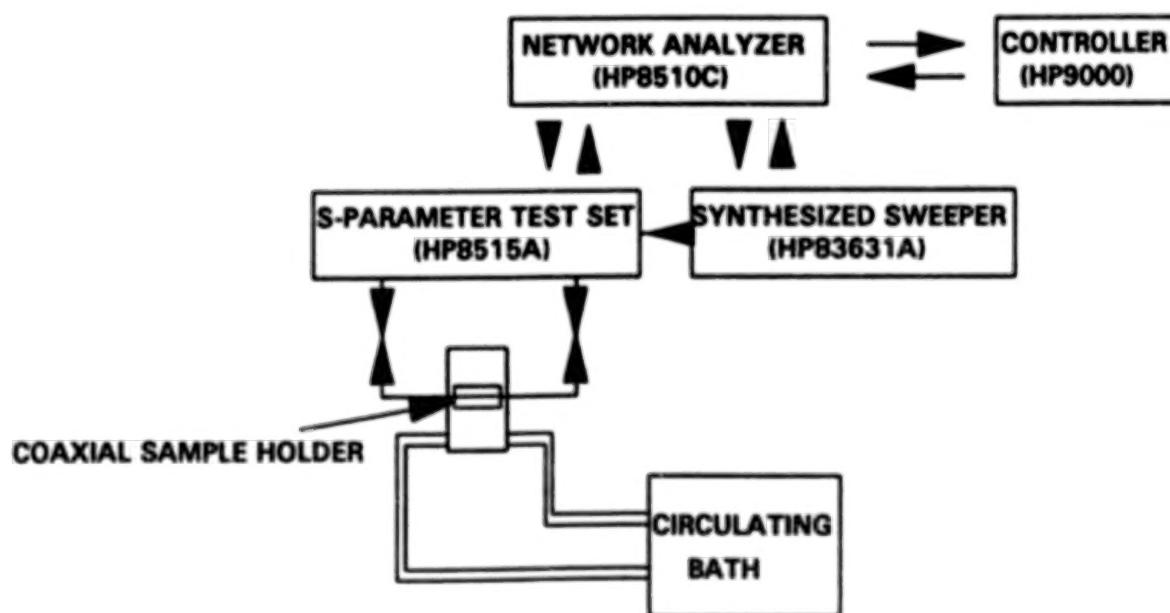 NETWORK ANALYZER
(HP8510C)
CONTROLLER
(HP9000)
S-PARAMETER TEST SET
(HP8515A)
SYNTHESIZED SWEEPER
(HP83631A)
COAXIAL SAMPLE HOLDER
CIRCULATING
BATH